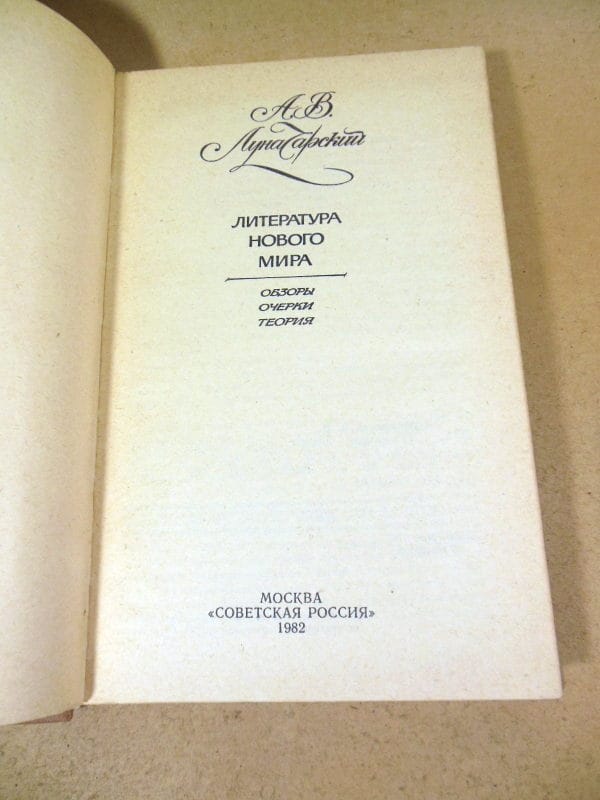 А.В.
Луначарский
ЛИТЕРАТУРА
НОВОГО
МИРА
ОБЗОРЫ
ОЧЕРКИ
ТЕОРИЯ
МОСКВА
«СОВЕТСКАЯ РОССИЯ»
1982